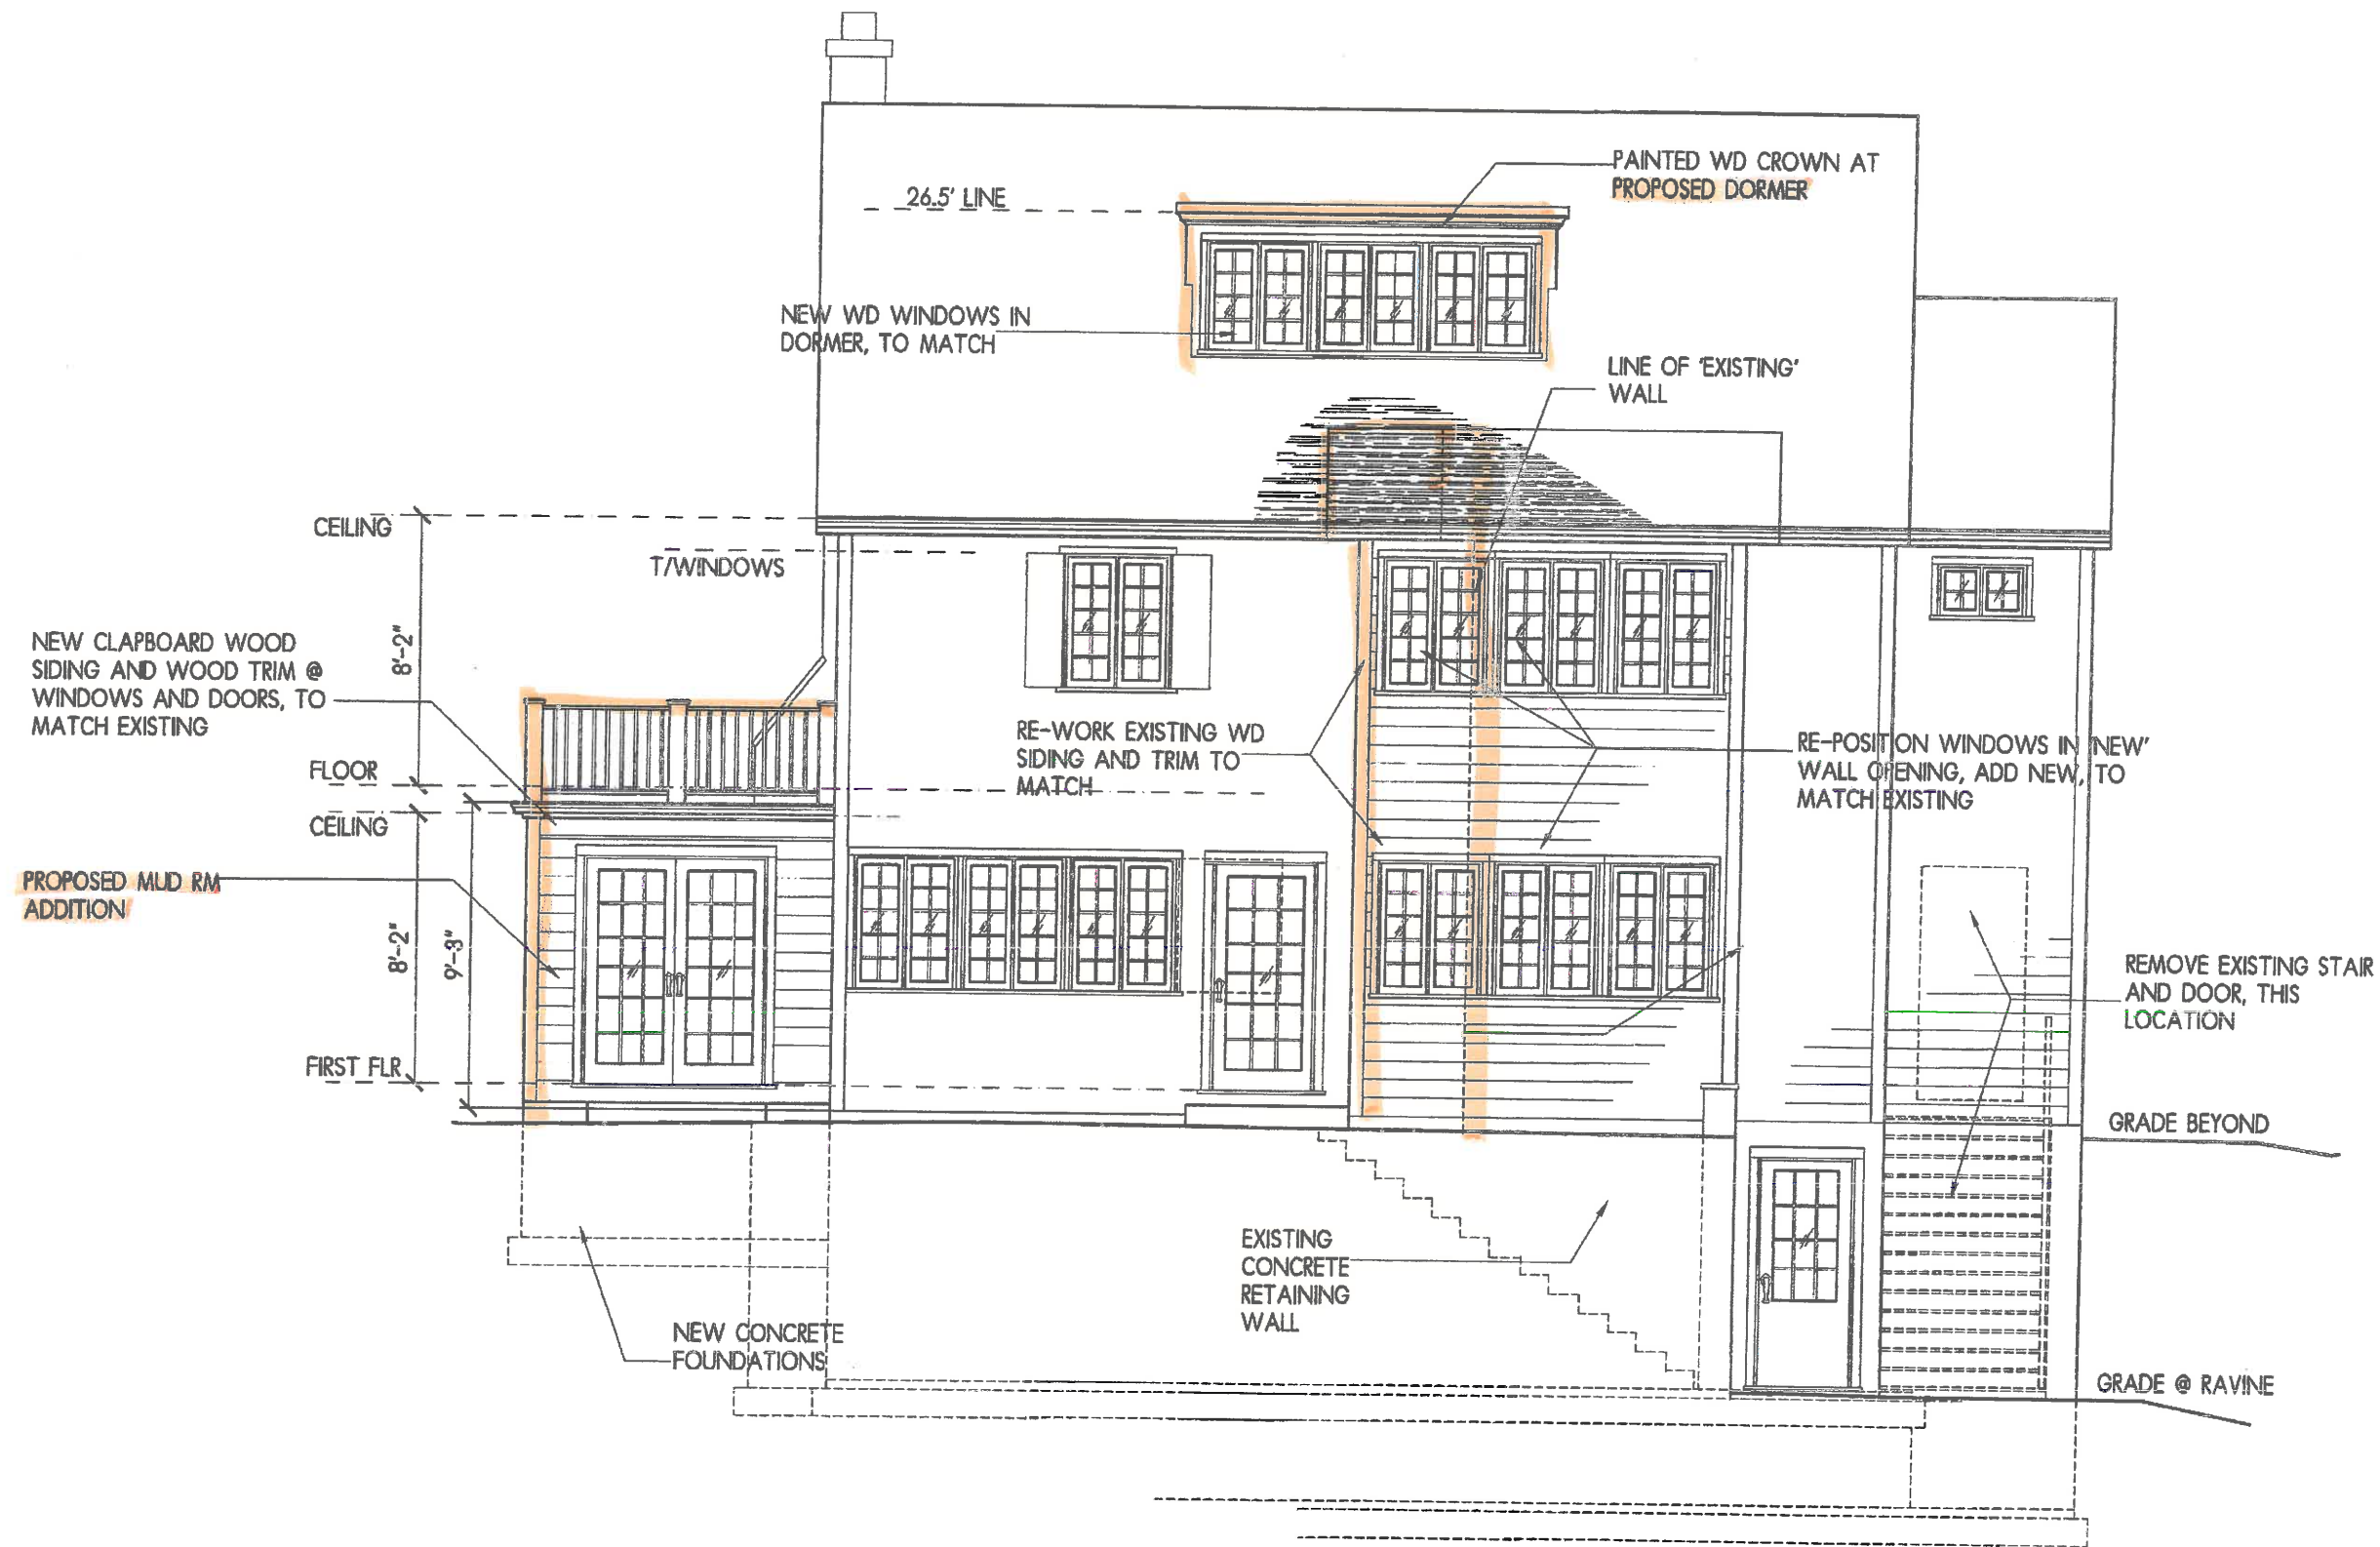 PAINTED WD CROWN AT
PROPOSED DORMER
26.5' LINE
NEW WD WINDOWS IN
DORMER, TO MATCH
LINE OF 'EXISTING'
WALL
CEILING
T/WINDOWS
8'-2"
NEW CLAPBOARD WOOD
SIDING AND WOOD TRIM @
WINDOWS AND DOORS, TO
MATCH EXISTING
RE-WORK EXISTING WD
SIDING AND TRIM TO
MATCH
RE-POSITION WINDOWS IN 'NEW'
WALL OPENING, ADD NEW, TO
MATCH EXISTING
FLOOR
CEILING
PROPOSED MUD RM
ADDITION
8'-2"
9'-3"
REMOVE EXISTING STAIR
AND DOOR, THIS
LOCATION
FIRST FLR
GRADE BEYOND
EXISTING
CONCRETE
RETAINING
WALL
NEW CONCRETE
FOUNDATIONS
GRADE @ RAVINE